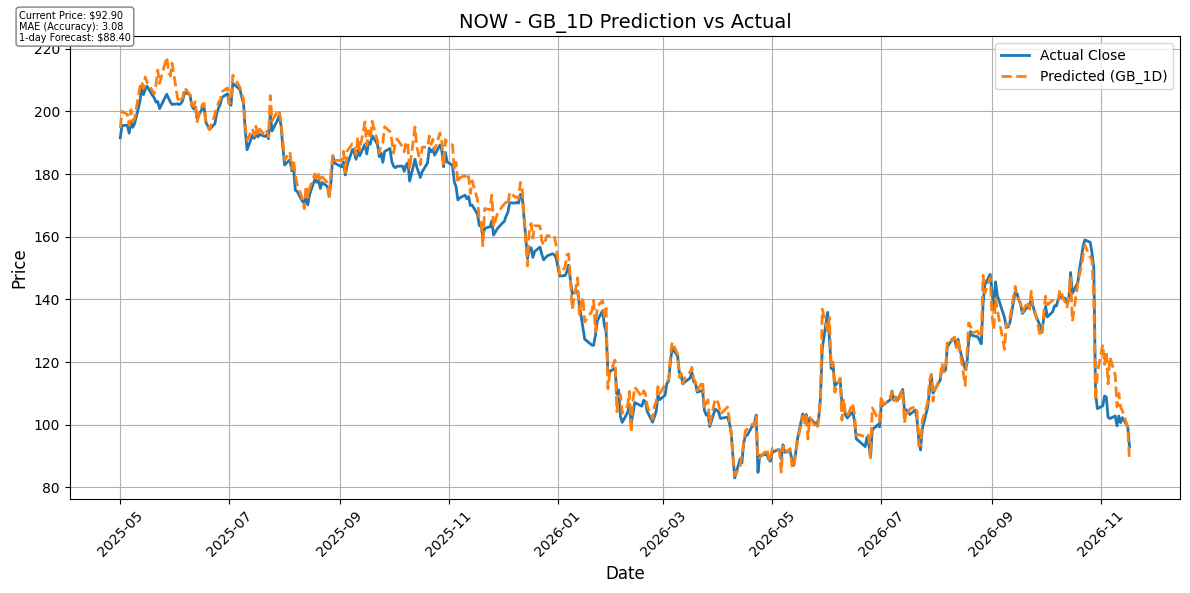 NOW - GB_1D Prediction vs Actual
Current Price: $92.90
MAE (Accuracy): 3.08
1-day Forecast: $88.40
Actual Close
Predicted (GB_1D)
Price
220
200
180
160
140
120
100
80
2025-05
2025-07
2025-09
2025-11
2026-01
2026-03
2026-05
2026-07
2026-09
2026-11
Date